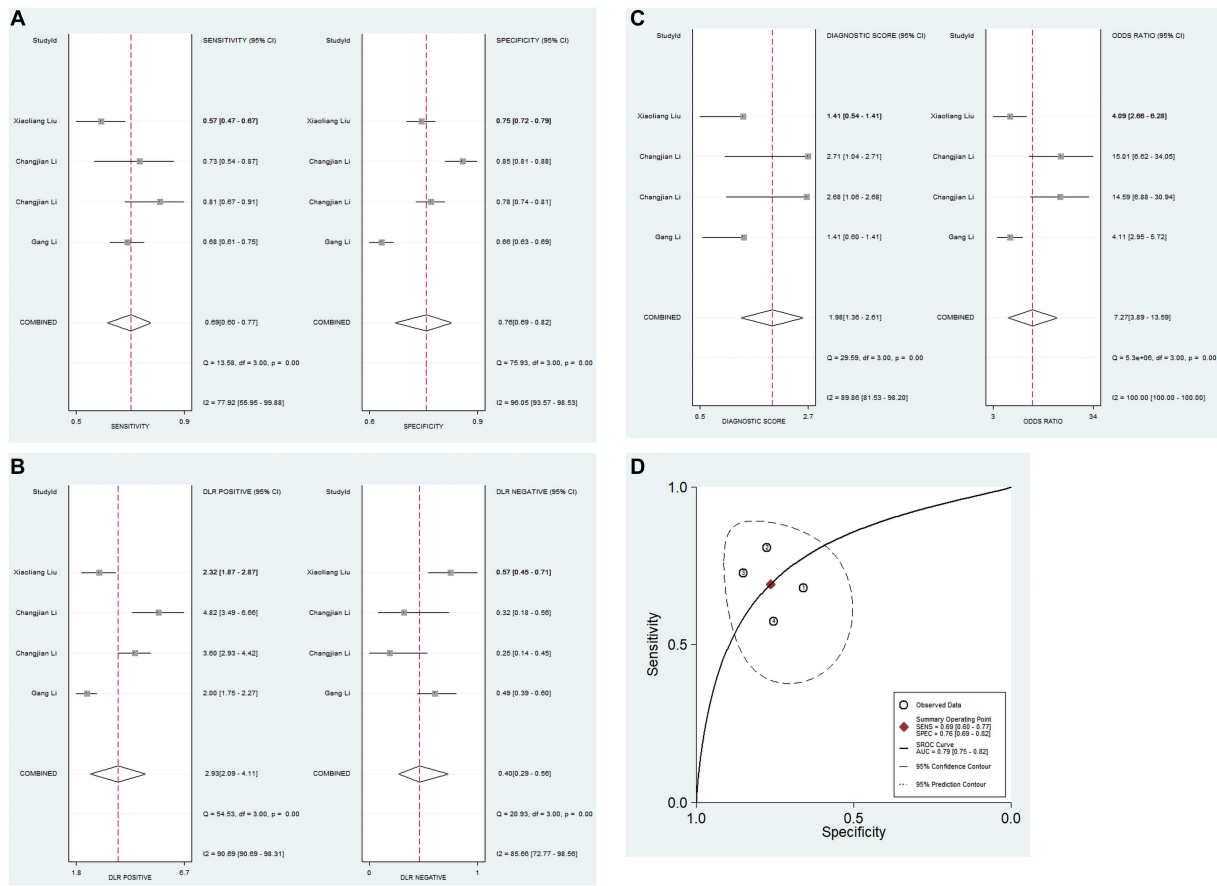 A
StudyId SENSITIVITY (95% CI)
Xiaoliang Liu 0.57 [0.47 - 0.67]
Changjian Li 0.73 [0.54 - 0.87]
Changjian Li 0.81 [0.67 - 0.91]
Gang Li 0.68 [0.61 - 0.75]
COMBINED 0.69[0.60 - 0.77]
Q = 13.58, df = 3.00, p = 0.00
I2 = 77.92 [55.95 - 99.88]
0.5 0.9
SENSITIVITY
StudyId SPECIFICITY (95% CI)
Xiaoliang Liu 0.75 [0.72 - 0.79]
Changjian Li 0.85 [0.81 - 0.88]
Changjian Li 0.78 [0.74 - 0.81]
Gang Li 0.66 [0.63 - 0.69]
COMBINED 0.76[0.69 - 0.82]
Q = 75.93, df = 3.00, p = 0.00
I2 = 96.05 [93.57 - 98.53]
0.6 0.9
SPECIFICITY
B
StudyId DLR POSITIVE (95% CI)
Xiaoliang Liu 2.32 [1.87 - 2.87]
Changjian Li 4.82 [3.49 - 6.66]
Changjian Li 3.60 [2.93 - 4.42]
Gang Li 2.00 [1.75 - 2.27]
COMBINED 2.93[2.09 - 4.11]
Q = 54.53, df = 3.00, p = 0.00
I2 = 90.69 [90.69 - 98.31]
1.8 6.7
DLR POSITIVE
StudyId DLR NEGATIVE (95% CI)
Xiaoliang Liu 0.57 [0.45 - 0.71]
Changjian Li 0.32 [0.18 - 0.56]
Changjian Li 0.25 [0.14 - 0.45]
Gang Li 0.49 [0.39 - 0.60]
COMBINED 0.40[0.29 - 0.56]
Q = 20.93, df = 3.00, p = 0.00
I2 = 85.66 [72.77 - 98.56]
0 1
DLR NEGATIVE
C
StudyId DIAGNOSTIC SCORE (95% CI)
Xiaoliang Liu 1.41 [0.54 - 1.41]
Changjian Li 2.71 [1.04 - 2.71]
Changjian Li 2.68 [1.06 - 2.68]
Gang Li 1.41 [0.60 - 1.41]
COMBINED 1.98[1.36 - 2.61]
Q = 29.59, df = 3.00, p = 0.00
I2 = 89.86 [81.53 - 98.20]
0.5 2.7
DIAGNOSTIC SCORE
StudyId ODDS RATIO (95% CI)
Xiaoliang Liu 4.09 [2.66 - 6.28]
Changjian Li 15.01 [6.62 - 34.05]
Changjian Li 14.59 [6.88 - 30.94]
Gang Li 4.11 [2.95 - 5.72]
COMBINED 7.27[3.89 - 13.59]
Q = 5.3e+06, df = 3.00, p = 0.00
I2 = 100.00 [100.00 - 100.00]
3 34
ODDS RATIO
D
Sensitivity
1.0
0.5
0.0
2
3
1
4
Observed Data
Summary Operating Point
SENS = 0.69 [0.60 - 0.77]
SPEC = 0.76 [0.69 - 0.82]
SROC Curve
AUC = 0.79 [0.75 - 0.82]
95% Confidence Contour
95% Prediction Contour
1.0 0.5 0.0
Specificity